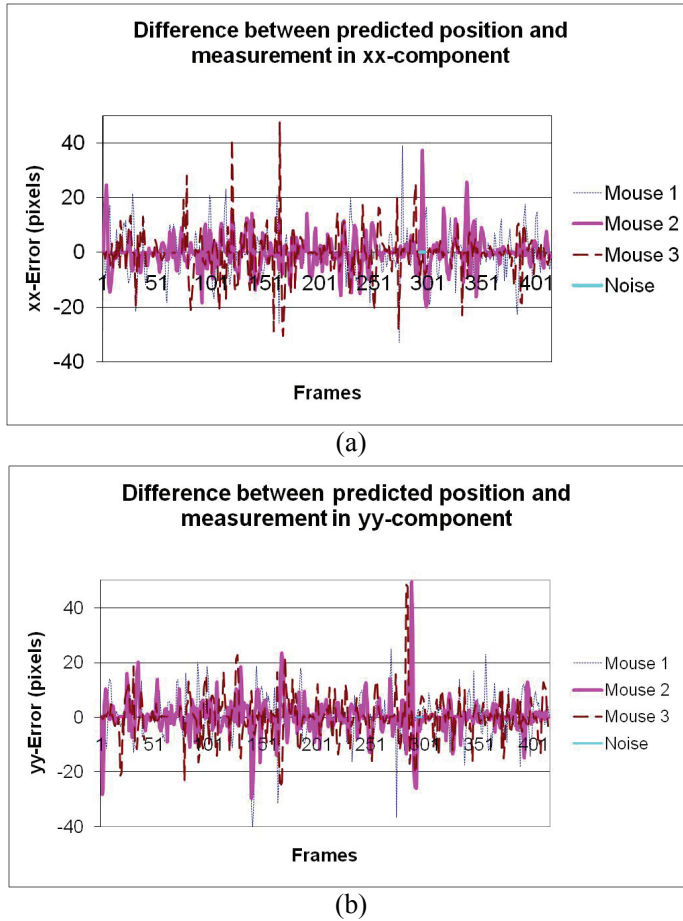 Difference between predicted position and
measurement in xx-component
xx-Error (pixels)
40
20
0
-20
-40
1 51 101 151 201 251 301 351 401
Frames
Mouse 1
Mouse 2
Mouse 3
Noise
(a)
Difference between predicted position and
measurement in yy-component
yy-Error (pixels)
40
20
0
-20
-40
1 51 101 151 201 251 301 351 401
Frames
Mouse 1
Mouse 2
Mouse 3
Noise
(b)